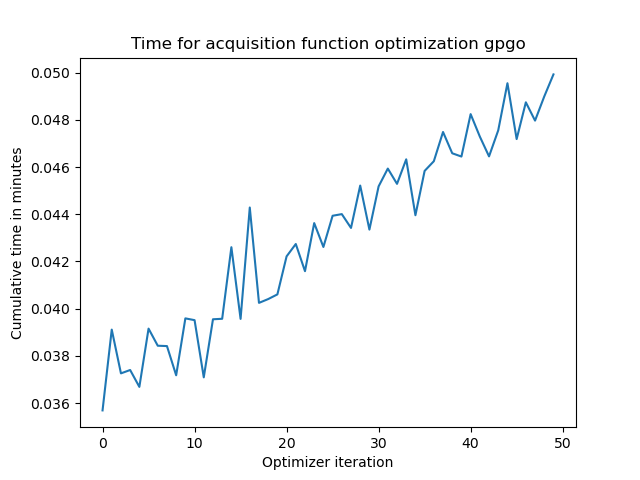 Time for acquisition function optimization gpgo
0.050
0.048
0.046
0.044
0.042
0.040
0.038
0.036
Cumulative time in minutes
0 10 20 30 40 50
Optimizer iteration